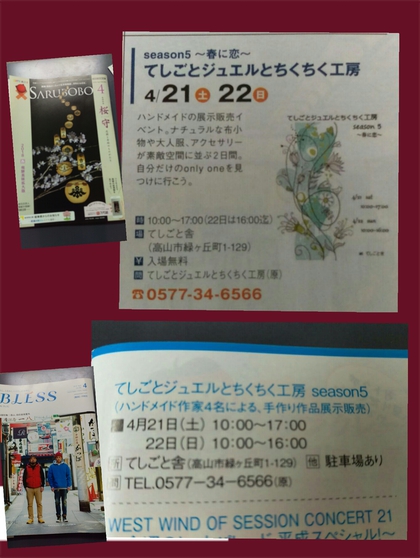 SARUBOBO
4
桜守
season5 ～春に恋～
てしごとジュエルとちくちく工房
4/21土 22日
ハンドメイドの展示販売イ
ベント。ナチュラルな布小
物や大人服、アクセサリー
が素敵空間に並ぶ2日間。
自分だけのonly oneを見
つけに行こう。
てしごとジュエルとちくちく工房
season 5
～春に恋～
時 10:00～17:00(22日は16:00迄)
場 てしごと舎
(高山市緑ヶ丘町1-129)
¥ 入場無料
問 てしごとジュエルとちくちく工房(原)
☎0577-34-6566
BLESS
てしごとジュエルとちくちく工房 season5
(ハンドメイド作家4名による、手作り作品展示販売)
4月21日(土) 10:00～17:00
22日(日) 10:00～16:00
所 てしごと舎(高山市緑ヶ丘町1-129) 他 駐車場あり
問 TEL.0577-34-6566(原)
WEST WIND OF SESSION CONCERT 21